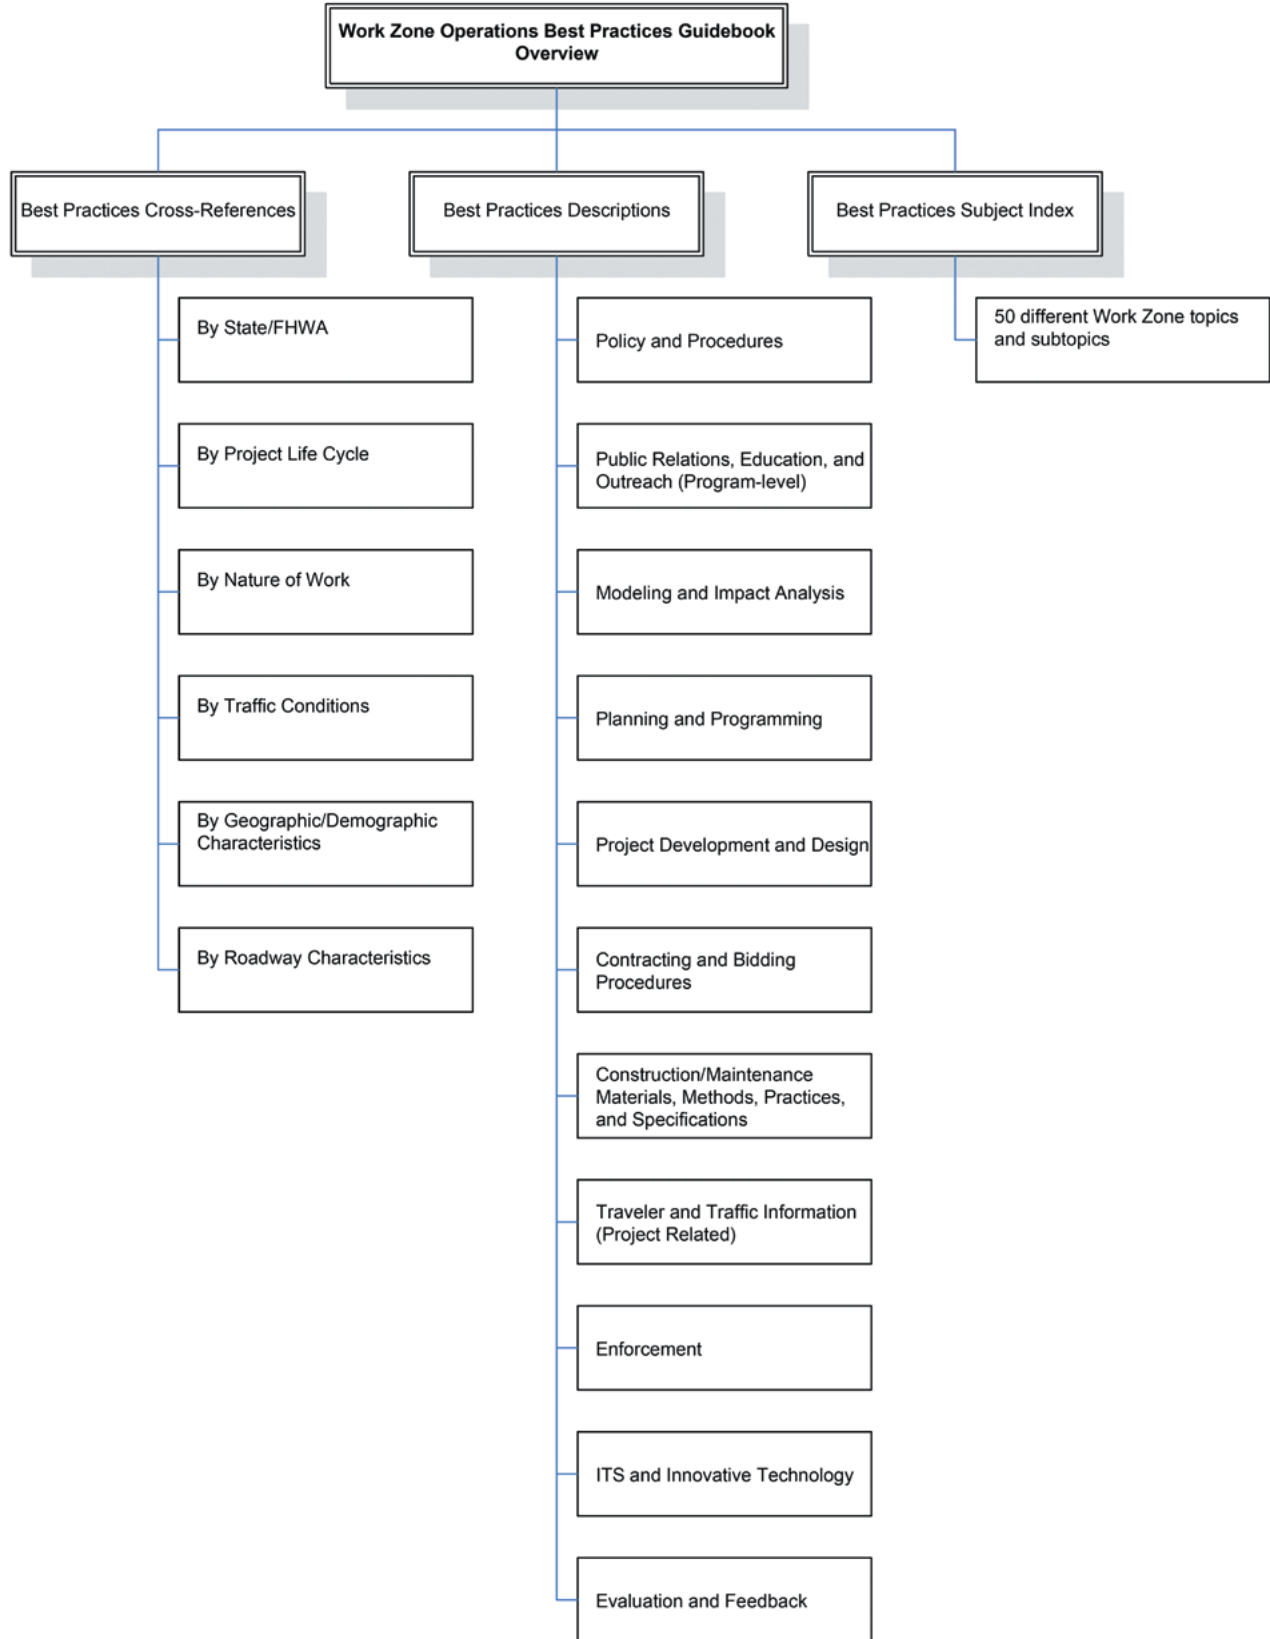 Work Zone Operations Best Practices Guidebook
Overview
Best Practices Cross-References
By State/FHWA
By Project Life Cycle
By Nature of Work
By Traffic Conditions
By Geographic/Demographic
Characteristics
By Roadway Characteristics
Best Practices Descriptions
Policy and Procedures
Public Relations, Education, and
Outreach (Program-level)
Modeling and Impact Analysis
Planning and Programming
Project Development and Design
Contracting and Bidding
Procedures
Construction/Maintenance
Materials, Methods, Practices,
and Specifications
Traveler and Traffic Information
(Project Related)
Enforcement
ITS and Innovative Technology
Evaluation and Feedback
Best Practices Subject Index
50 different Work Zone topics
and subtopics